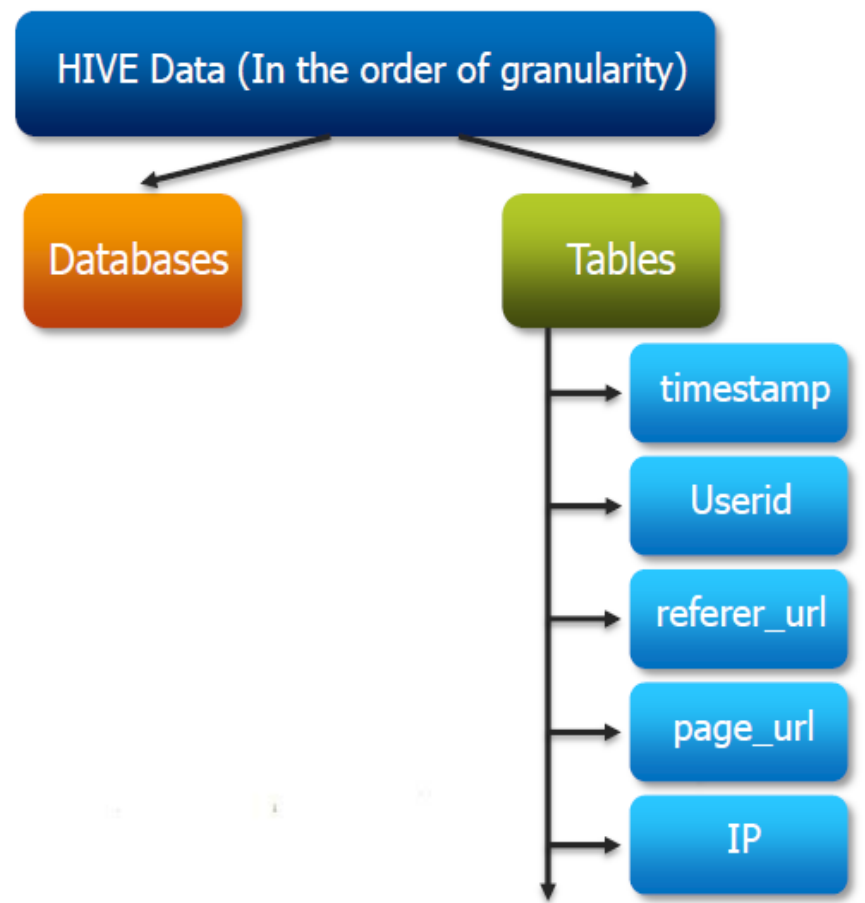 HIVE Data (In the order of granularity)
Databases
Tables
timestamp
Userid
referer_url
page_url
IP